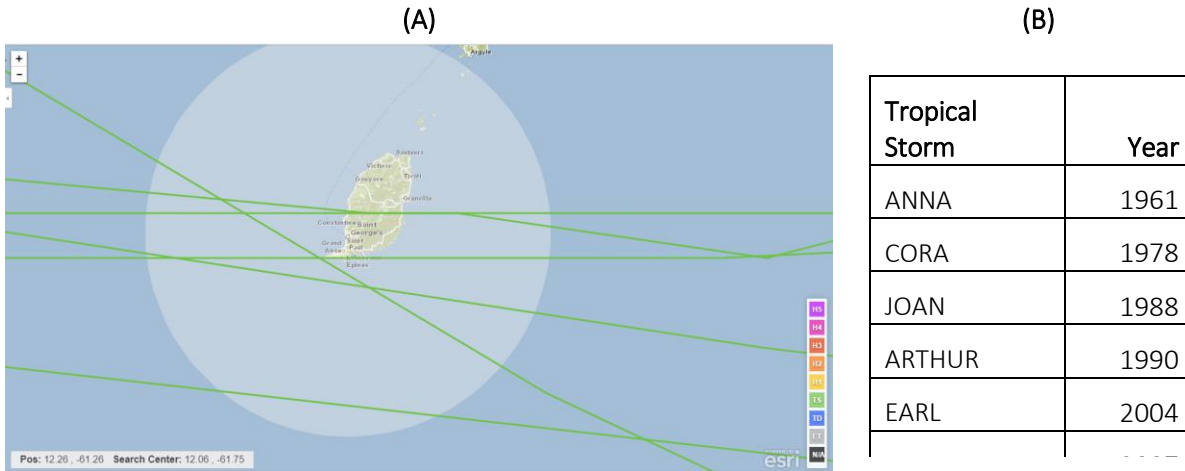 (A)
(B)
+
−
Argyle
Sauteurs
Victoria
Tivoli
Gouyave
Grenville
Constantine
Saint
George's
Grand
Anse
Saint
Paul
Epines
H5
H4
H3
H2
H1
TS
TD
ET
N/A
Pos: 12.26 , -61.26 Search Center: 12.06 , -61.75
esri
Tropical
Storm Year
ANNA 1961
CORA 1978
JOAN 1988
ARTHUR 1990
EARL 2004